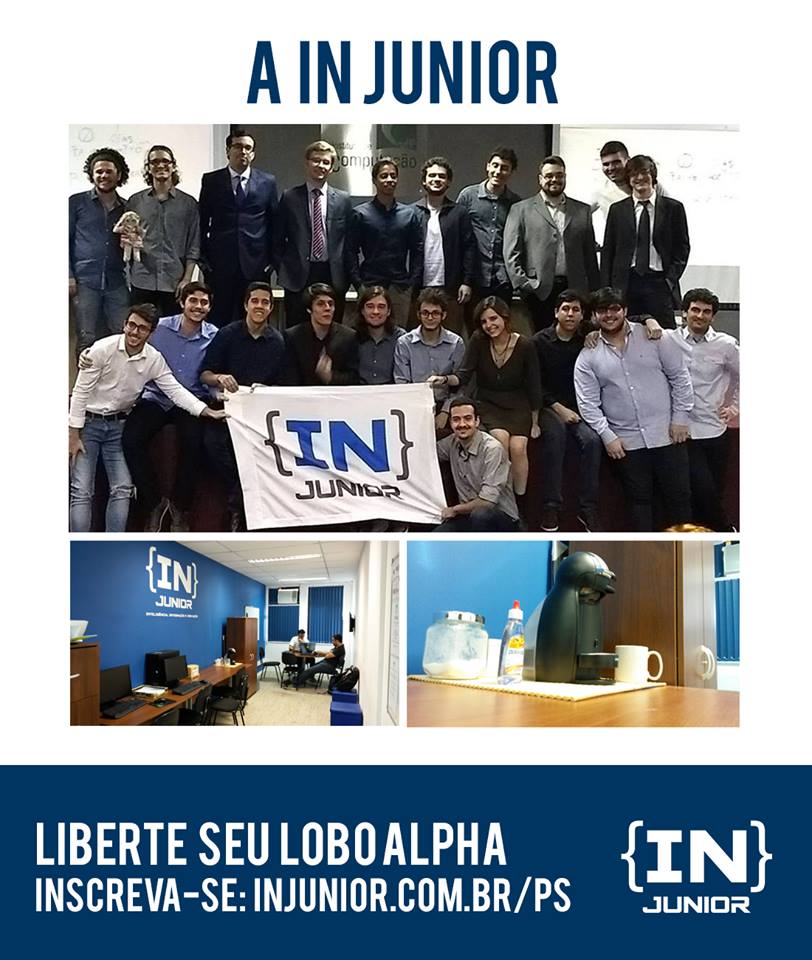 A IN JUNIOR
{IN}
JUNIOR
{IN}
JUNIOR
LIBERTE SEU LOBO ALPHA
INSCREVA-SE: INJUNIOR.COM.BR/PS
{IN}
JUNIOR